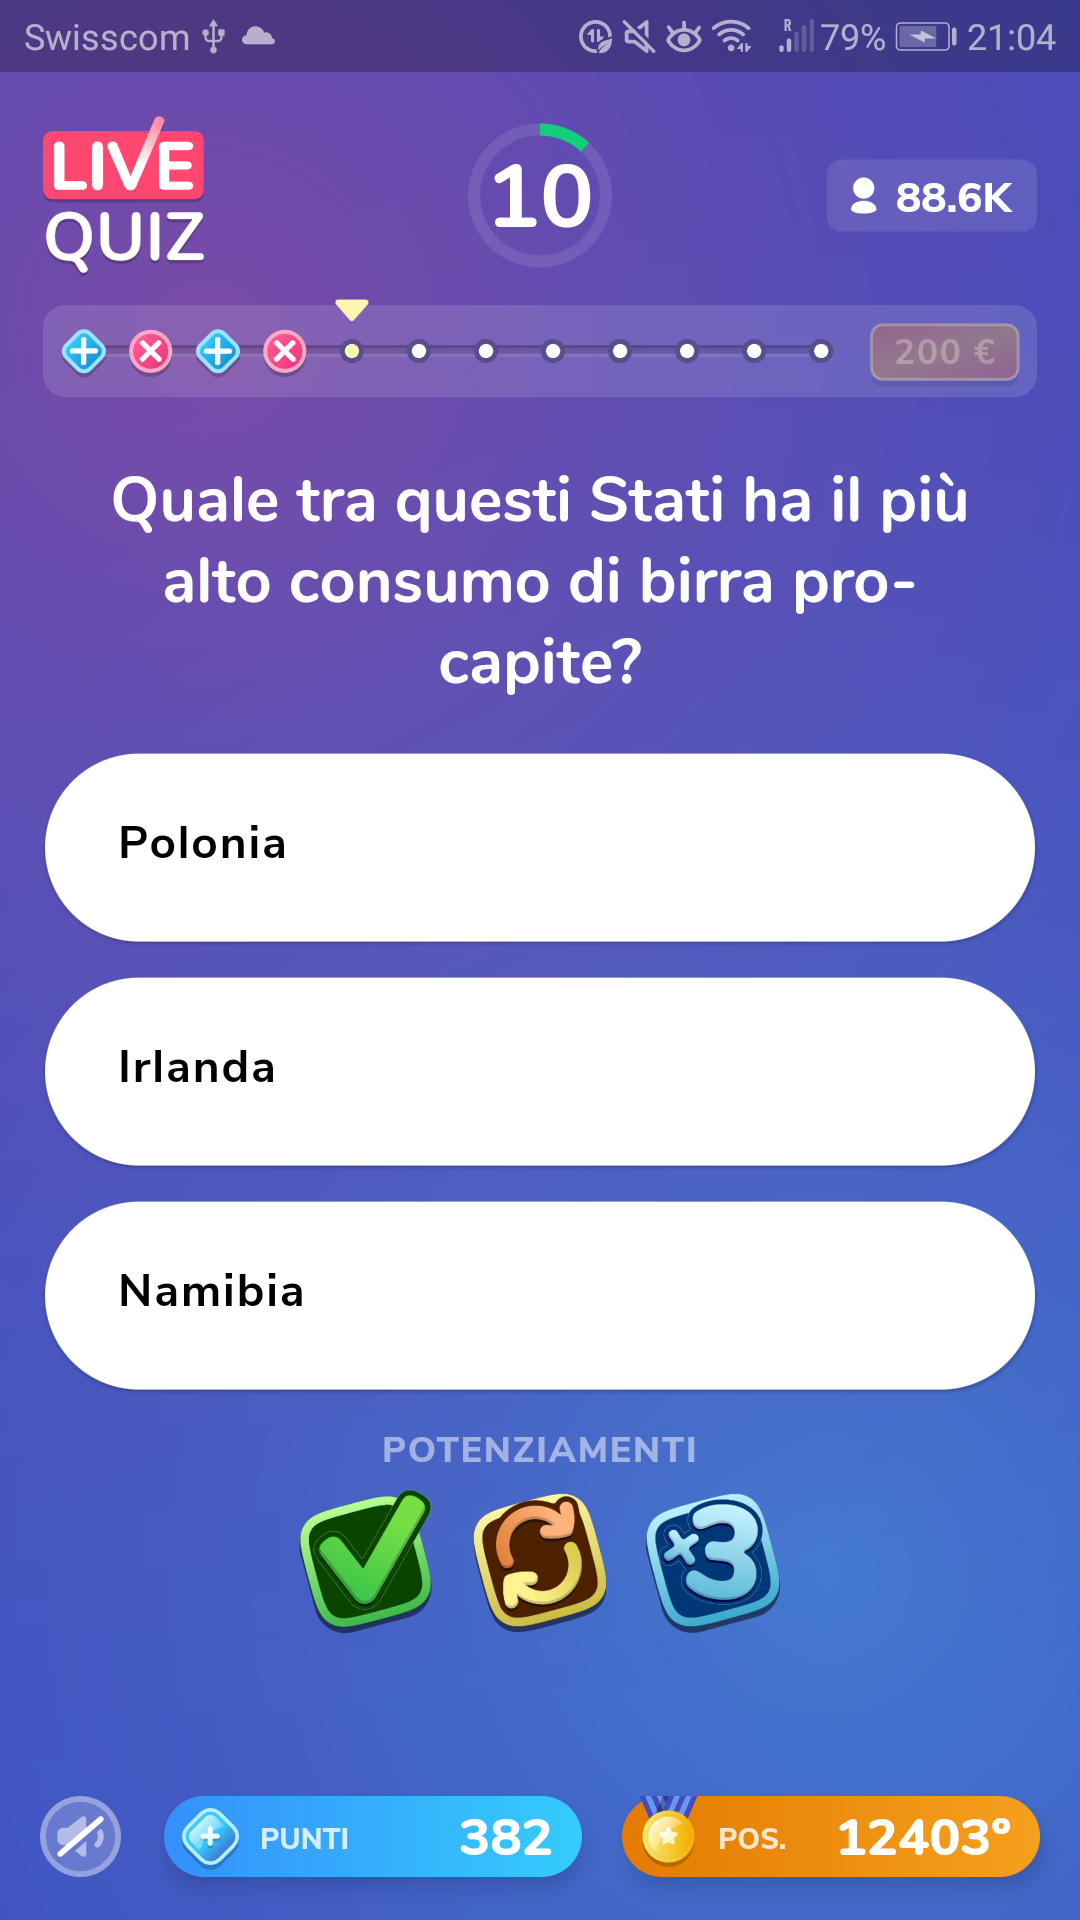 Swisscom
R 79% 21:04
LIVE
QUIZ
10
88.6K
200 €
Quale tra questi Stati ha il più
alto consumo di birra pro-
capite?
Polonia
Irlanda
Namibia
POTENZIAMENTI
×3
PUNTI 382
POS. 12403°